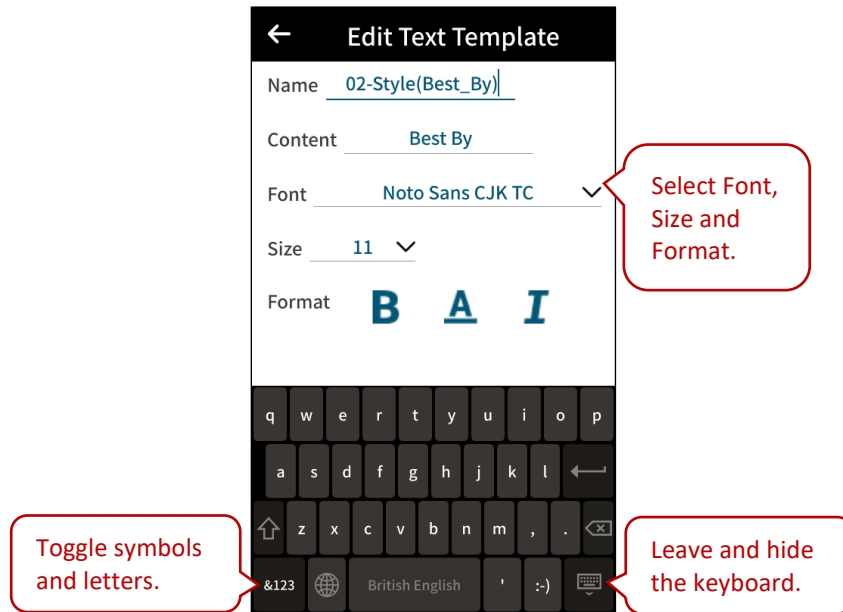 Edit Text Template
Name 02-Style(Best_By)
Content Best By
Font Noto Sans CJK TC
Select Font,
Size and
Format.
Size 11
Format B A I
q w e r t y u i o p
a s d f g h j k l
z x c v b n m , .
Toggle symbols
and letters.
&123 British English ' :-)
Leave and hide
the keyboard.